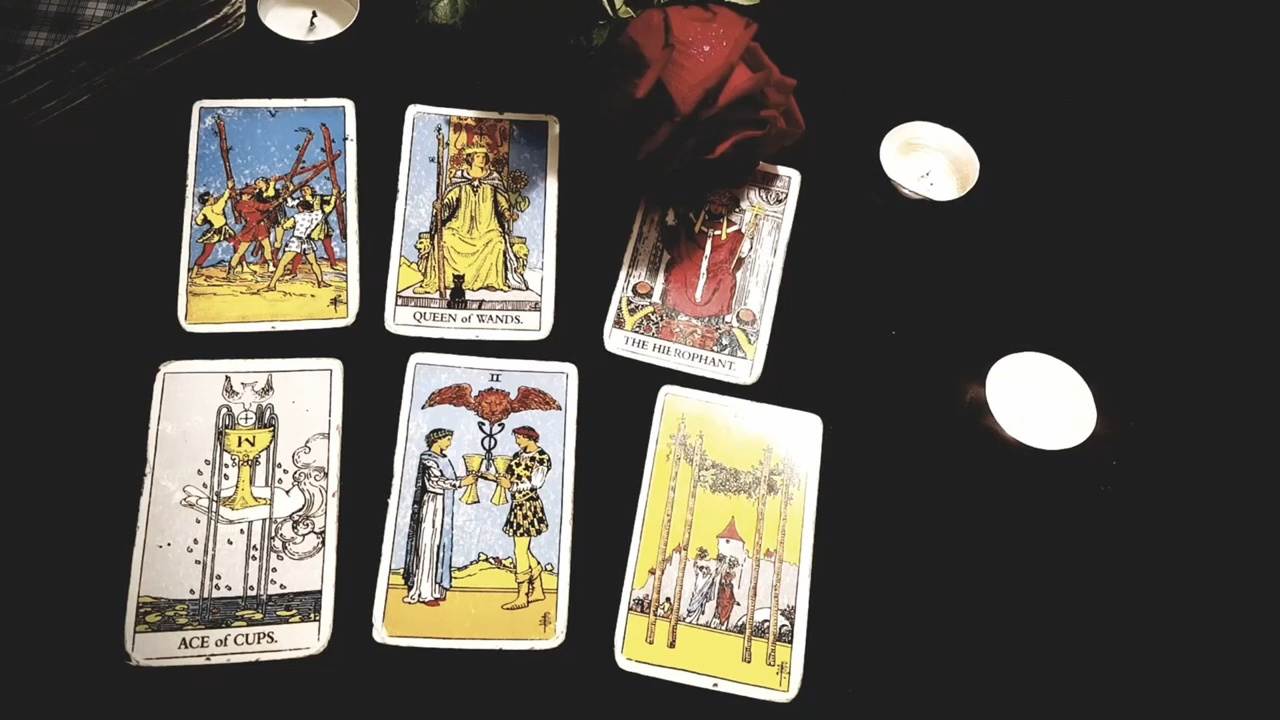 V
QUEEN of WANDS.
THE HIEROPHANT.
II
ACE of CUPS.